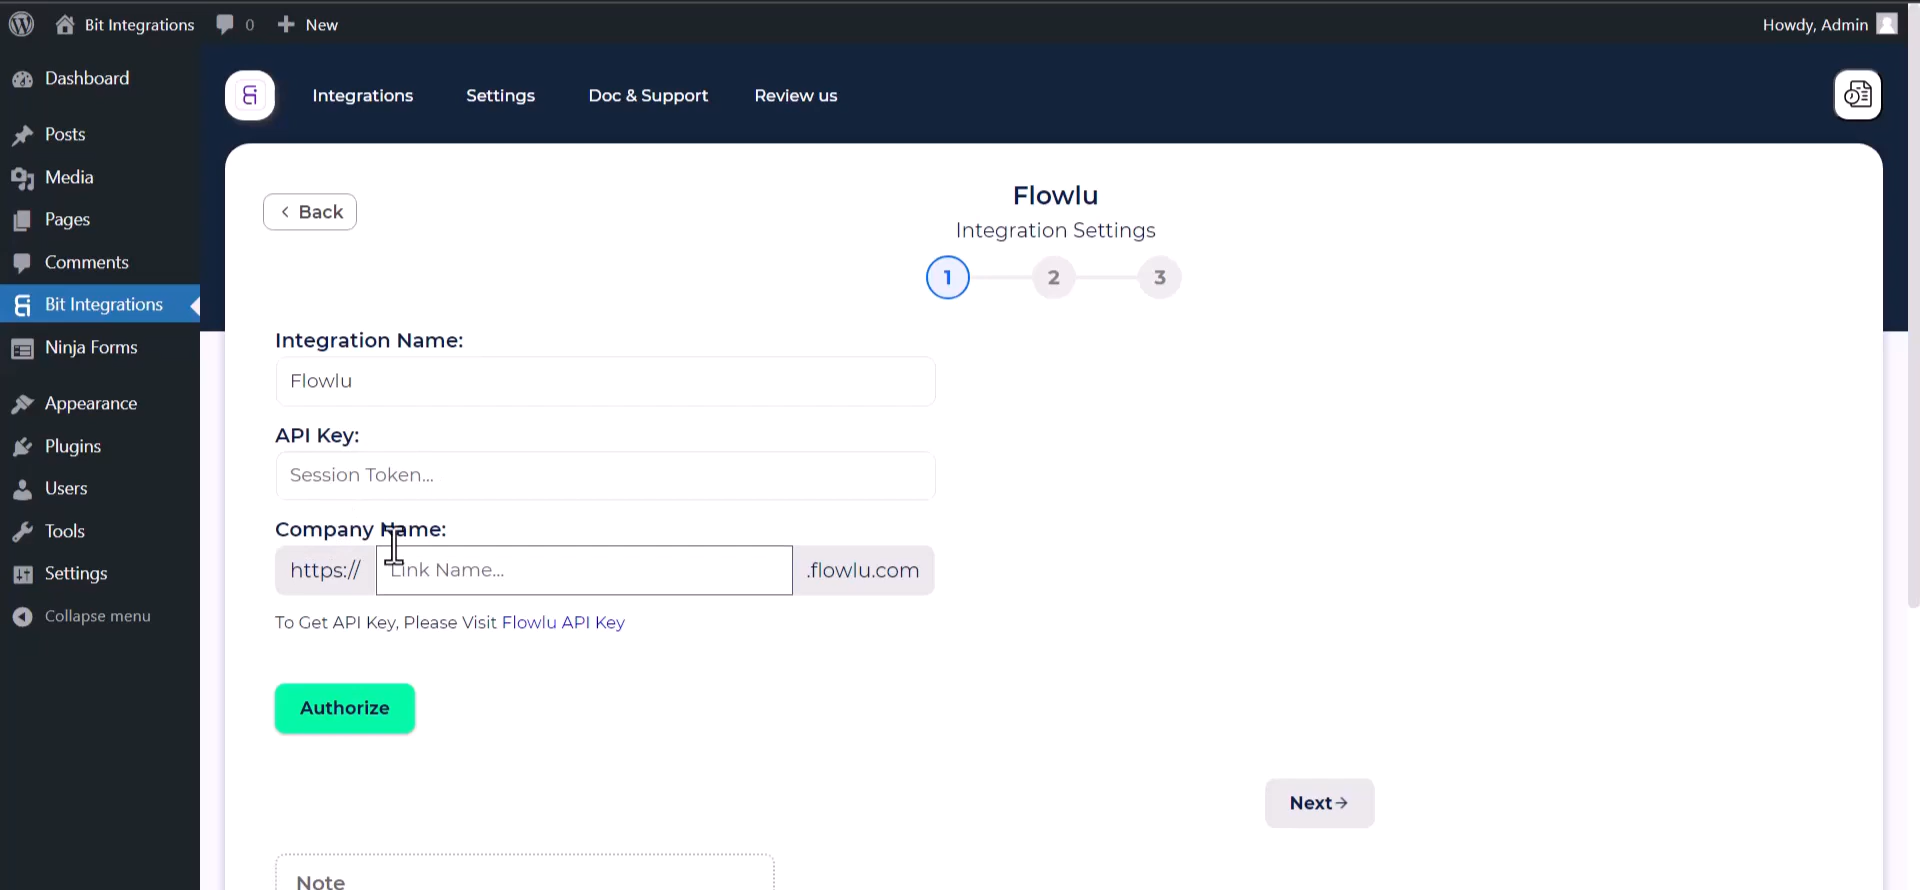 Bit Integrations
0
New
Howdy, Admin
Dashboard
Posts
Media
Pages
Comments
Bit Integrations
Ninja Forms
Appearance
Plugins
Users
Tools
Settings
Collapse menu
Integrations
Settings
Doc & Support
Review us
Back
Flowlu
Integration Settings
1
2
3
Integration Name:
Flowlu
API Key:
Session Token...
Company Name:
https://
Link Name...
.flowlu.com
To Get API Key, Please Visit Flowlu API Key
Authorize
Next
Note